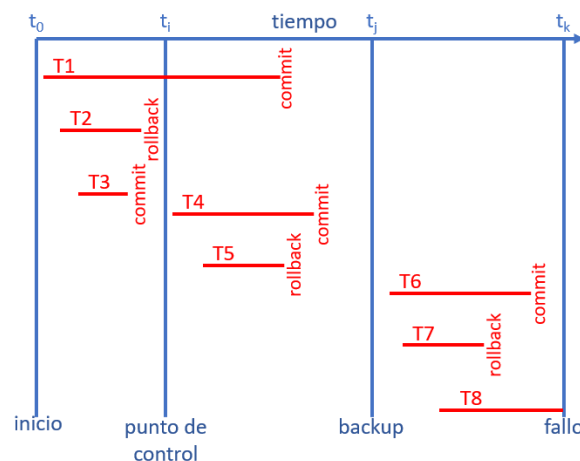 t0 ti tiempo tj tk
T1
commit
T2
rollback
T3
commit
T4
commit
T5
rollback
T6
commit
T7
rollback
T8
inicio punto de control backup fallo